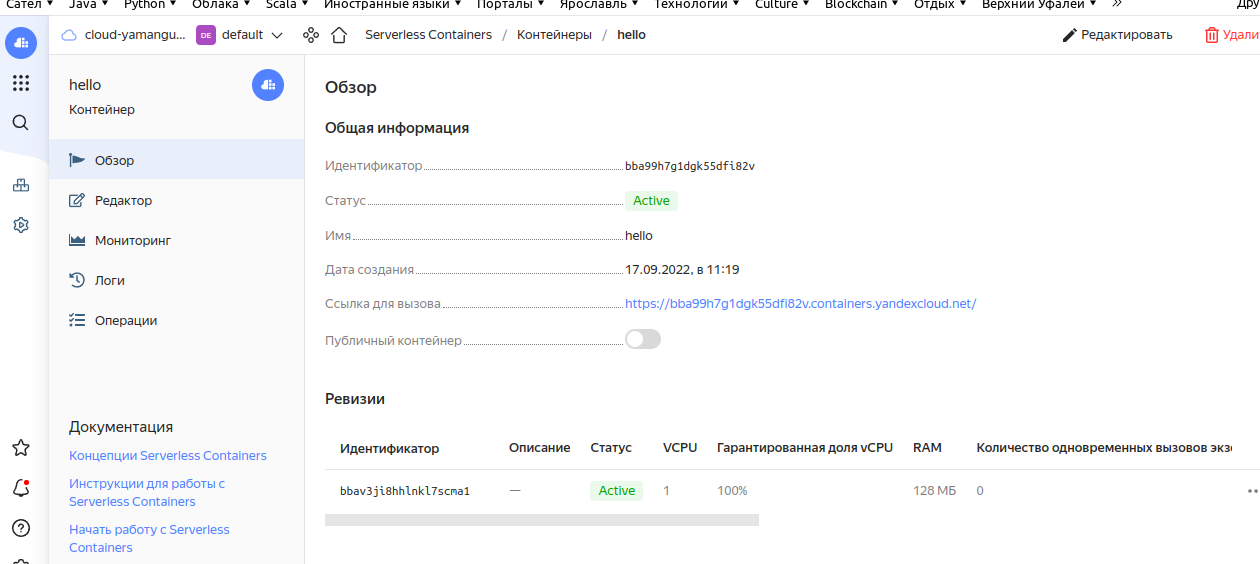 Сател Java Python Облака Scala Иностранные языки Порталы Ярославль Технологии Culture Blockchain Отдых Верхний Уфалей » Дру
cloud-yamangu... DE default Serverless Containers / Контейнеры / hello Редактировать Удали
hello
Контейнер
Обзор
Редактор
Мониторинг
Логи
Операции
Документация
Концепции Serverless Containers
Инструкции для работы с
Serverless Containers
Начать работу с Serverless
Containers
Обзор
Общая информация
Идентификатор bba99h7g1dgk55dfi82v
Статус Active
Имя hello
Дата создания 17.09.2022, в 11:19
Ссылка для вызова https://bba99h7g1dgk55dfi82v.containers.yandexcloud.net/
Публичный контейнер
Ревизии
Идентификатор Описание Статус VCPU Гарантированная доля vCPU RAM Количество одновременных вызовов экзе
bbav3ji8hhlnkl7scma1 — Active 1 100% 128 МБ 0